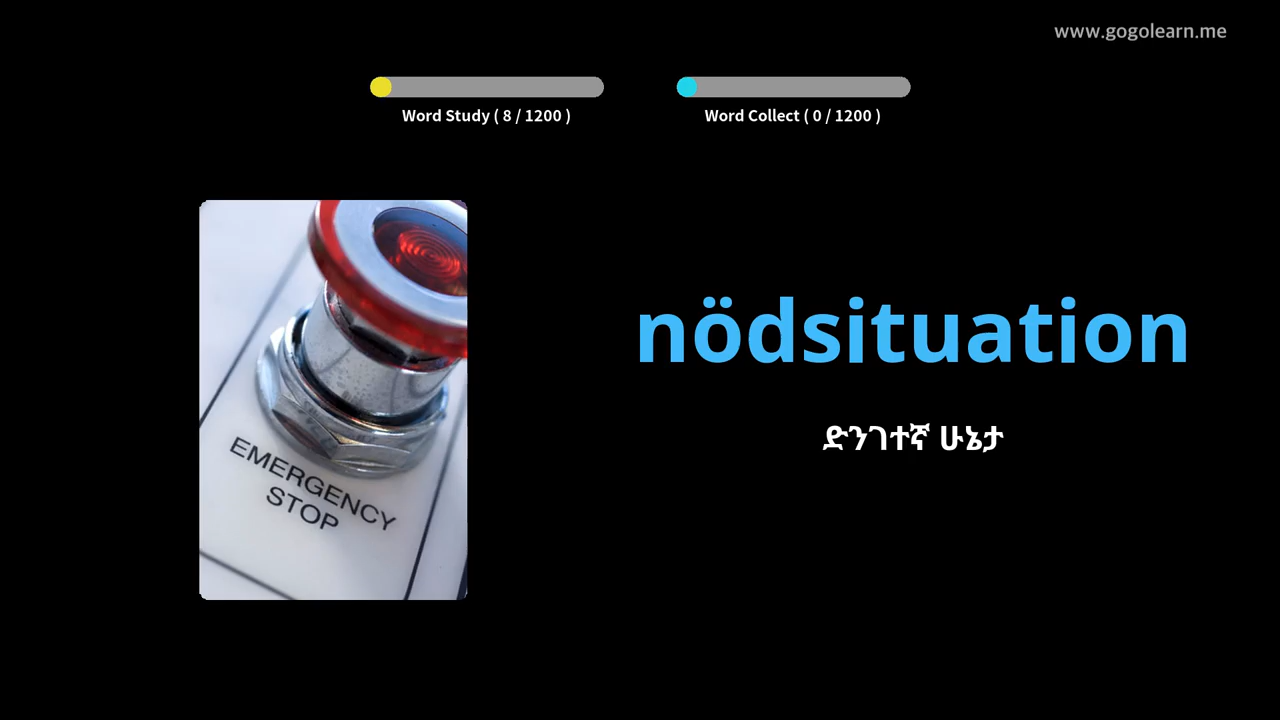 www.gogolearn.me
Word Study ( 8 / 1200 )
Word Collect ( 0 / 1200 )
nödsituation
ድንገተኛ ሁኔታ
EMERGENCY
STOP